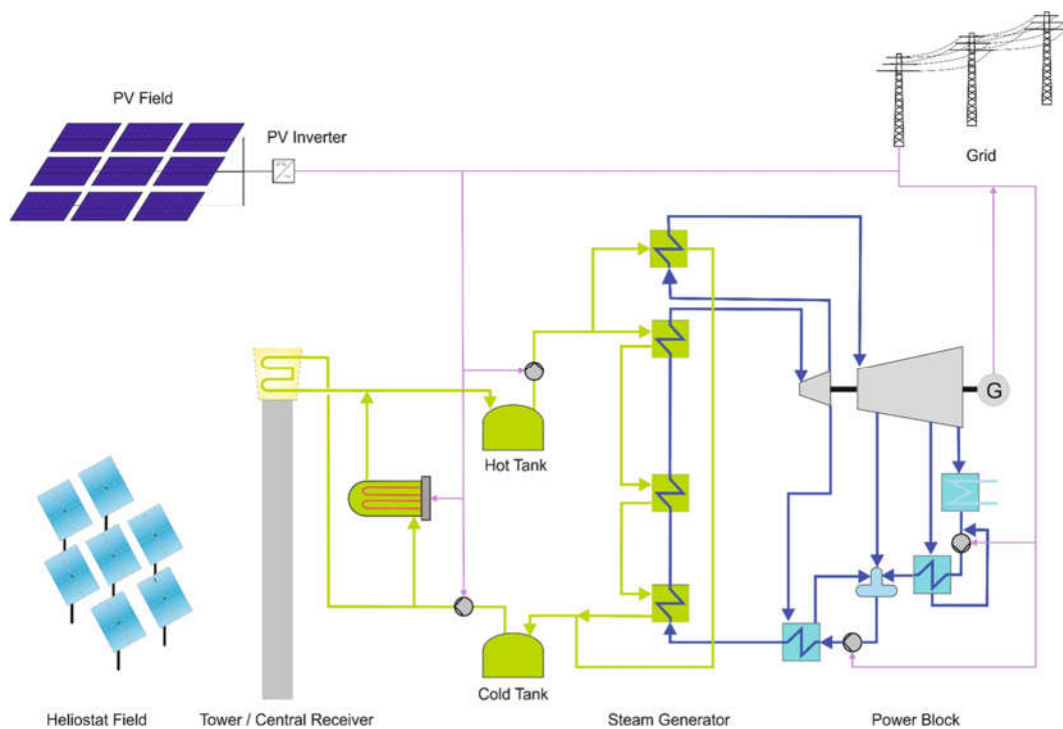 PV Field
PV Inverter
Grid
G
Hot Tank
Cold Tank
Heliostat Field
Tower / Central Receiver
Steam Generator
Power Block